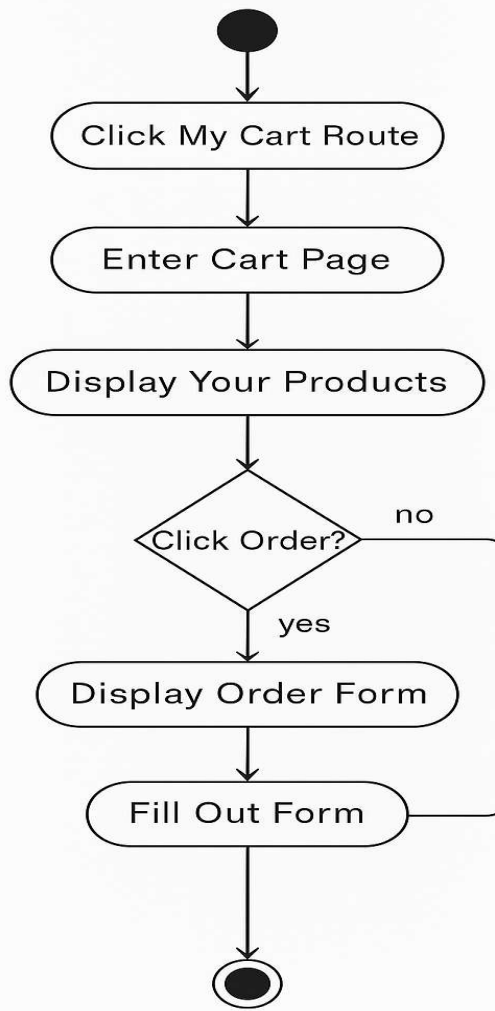 Click My Cart Route
Enter Cart Page
Display Your Products
Click Order?
no
yes
Display Order Form
Fill Out Form